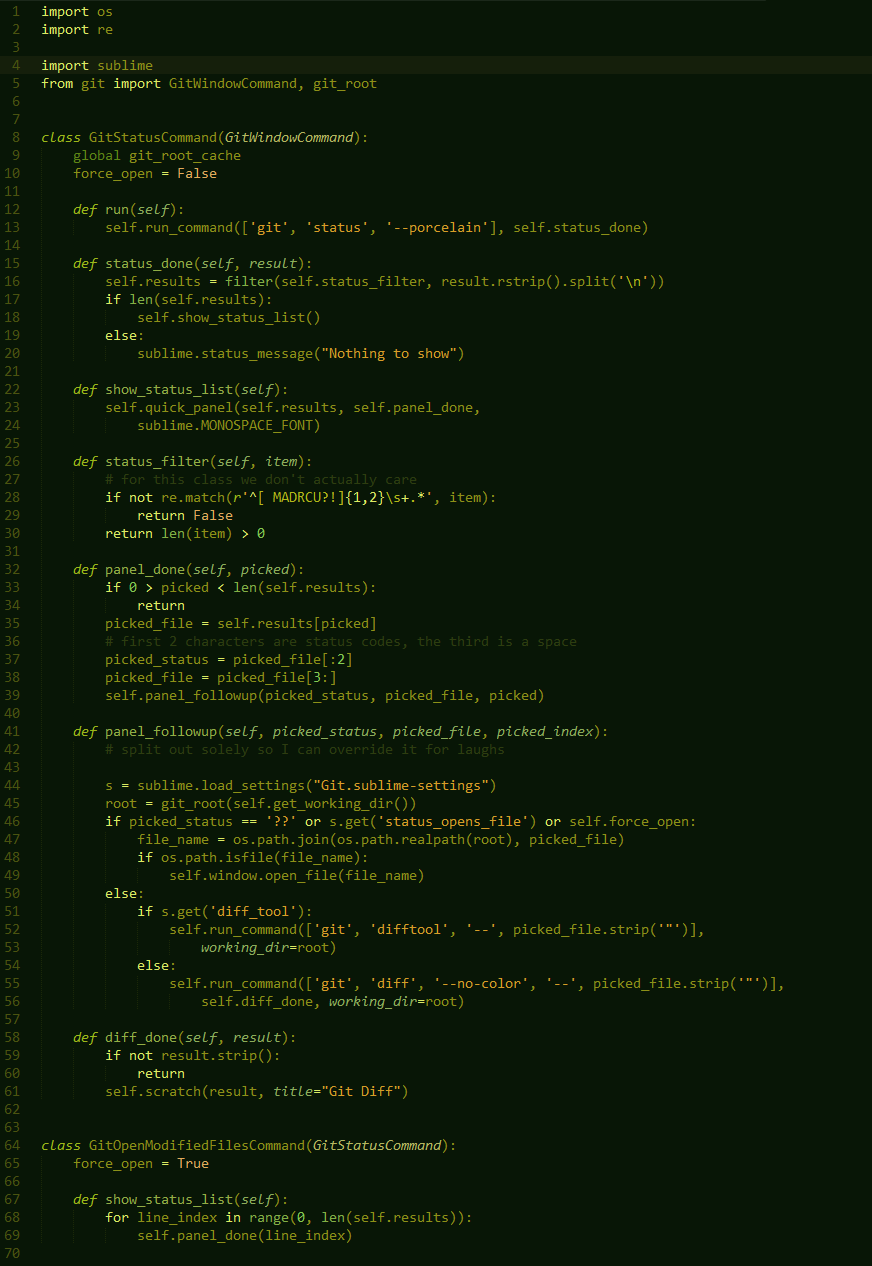 1 import os
2 import re
3
4 import sublime
5 from git import GitWindowCommand, git_root
6
7
8 class GitStatusCommand(GitWindowCommand):
9     global git_root_cache
10     force_open = False
11
12     def run(self):
13         self.run_command(['git', 'status', '--porcelain'], self.status_done)
14
15     def status_done(self, result):
16         self.results = filter(self.status_filter, result.rstrip().split('\n'))
17         if len(self.results):
18             self.show_status_list()
19         else:
20             sublime.status_message("Nothing to show")
21
22     def show_status_list(self):
23         self.quick_panel(self.results, self.panel_done,
24             sublime.MONOSPACE_FONT)
25
26     def status_filter(self, item):
27         # for this class we don't actually care
28         if not re.match(r'^[ MADRCU?!]{1,2}\s+.*', item):
29             return False
30         return len(item) > 0
31
32     def panel_done(self, picked):
33         if 0 > picked < len(self.results):
34             return
35         picked_file = self.results[picked]
36         # first 2 characters are status codes, the third is a space
37         picked_status = picked_file[:2]
38         picked_file = picked_file[3:]
39         self.panel_followup(picked_status, picked_file, picked)
40
41     def panel_followup(self, picked_status, picked_file, picked_index):
42         # split out solely so I can override it for laughs
43
44         s = sublime.load_settings("Git.sublime-settings")
45         root = git_root(self.get_working_dir())
46         if picked_status == '??' or s.get('status_opens_file') or self.force_open:
47             file_name = os.path.join(os.path.realpath(root), picked_file)
48             if os.path.isfile(file_name):
49                 self.window.open_file(file_name)
50         else:
51             if s.get('diff_tool'):
52                 self.run_command(['git', 'difftool', '--', picked_file.strip('"')],
53                     working_dir=root)
54             else:
55                 self.run_command(['git', 'diff', '--no-color', '--', picked_file.strip('"')],
56                     self.diff_done, working_dir=root)
57
58     def diff_done(self, result):
59         if not result.strip():
60             return
61         self.scratch(result, title="Git Diff")
62
63
64 class GitOpenModifiedFilesCommand(GitStatusCommand):
65     force_open = True
66
67     def show_status_list(self):
68         for line_index in range(0, len(self.results)):
69             self.panel_done(line_index)
70